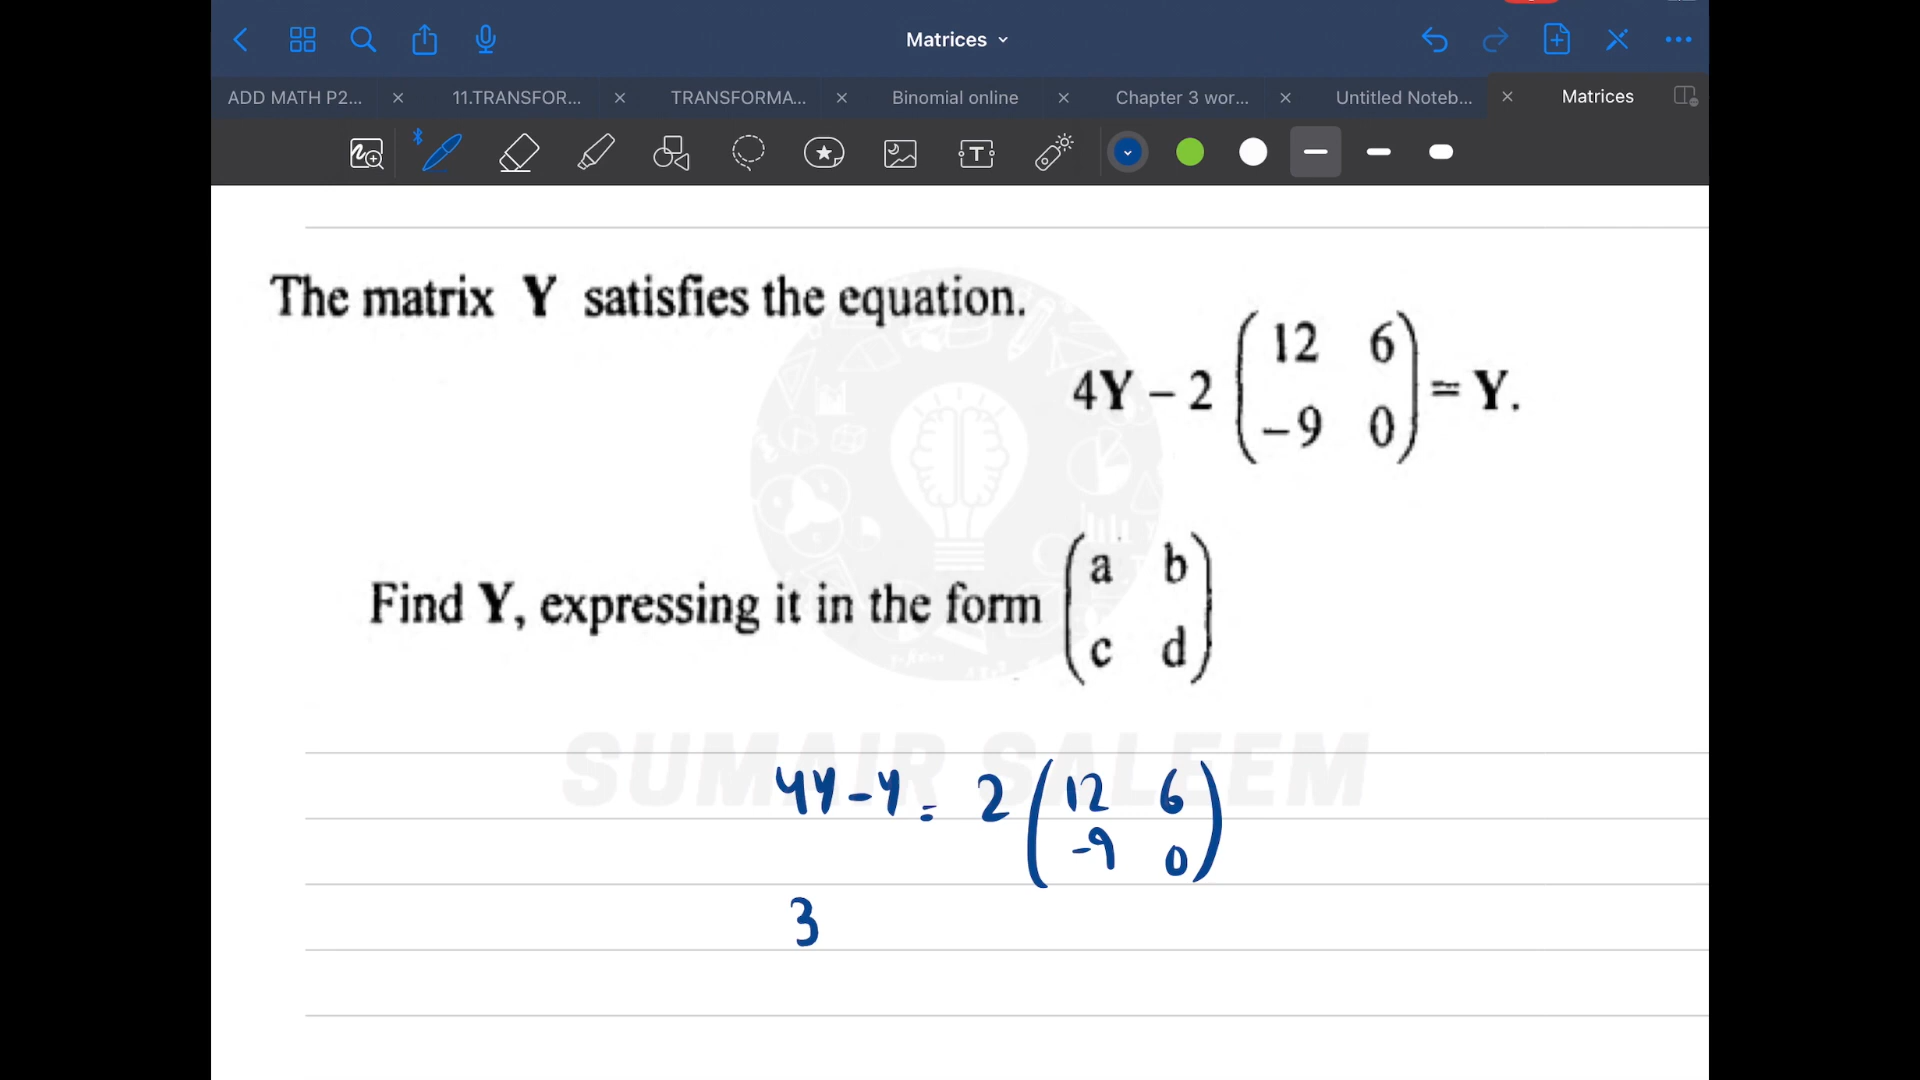 Matrices
ADD MATH P2... × 11.TRANSFOR... × TRANSFORMA... × Binomial online × Chapter 3 wor... × Untitled Noteb... × Matrices
The matrix Y satisfies the equation.
4Y – 2 (12 6
–9 0) = Y.
Find Y, expressing it in the form (a b
c d)
SUMAIR SALEEM
4Y - Y = 2 (12 6
-9 0)
3